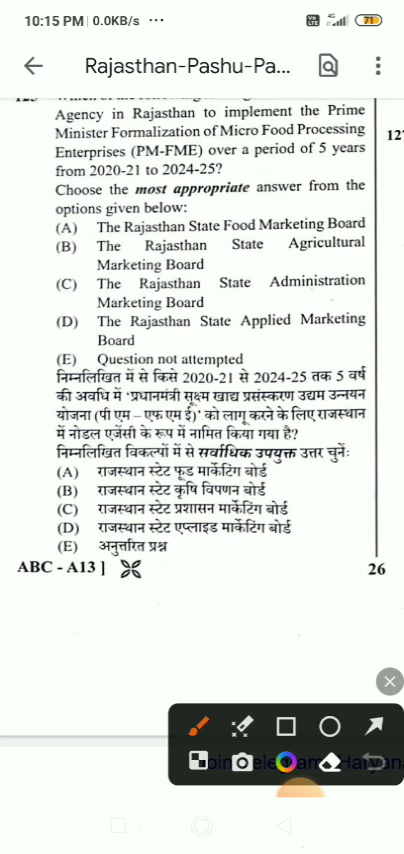 10:15 PM | 0.0KB/s ···
Vo LTE 4G 71
Rajasthan-Pashu-Pa...
Agency in Rajasthan to implement the Prime
Minister Formalization of Micro Food Processing
Enterprises (PM-FME) over a period of 5 years
from 2020-21 to 2024-25?
Choose the most appropriate answer from the
options given below:
(A) The Rajasthan State Food Marketing Board
(B) The Rajasthan State Agricultural
Marketing Board
(C) The Rajasthan State Administration
Marketing Board
(D) The Rajasthan State Applied Marketing
Board
(E) Question not attempted
निम्नलिखित में से किसे 2020-21 से 2024-25 तक 5 वर्ष
की अवधि में 'प्रधानमंत्री सूक्ष्म खाद्य प्रसंस्करण उद्यम उन्नयन
योजना (पी एम – एफ एम ई)' को लागू करने के लिए राजस्थान
में नोडल एजेंसी के रूप में नामित किया गया है?
निम्नलिखित विकल्पों में से सर्वाधिक उपयुक्त उत्तर चुनेंः
(A) राजस्थान स्टेट फूड मार्केटिंग बोर्ड
(B) राजस्थान स्टेट कृषि विपणन बोर्ड
(C) राजस्थान स्टेट प्रशासन मार्केटिंग बोर्ड
(D) राजस्थान स्टेट एप्लाइड मार्केटिंग बोर्ड
(E) अनुत्तरित प्रश्न
ABC - A13 ]
26